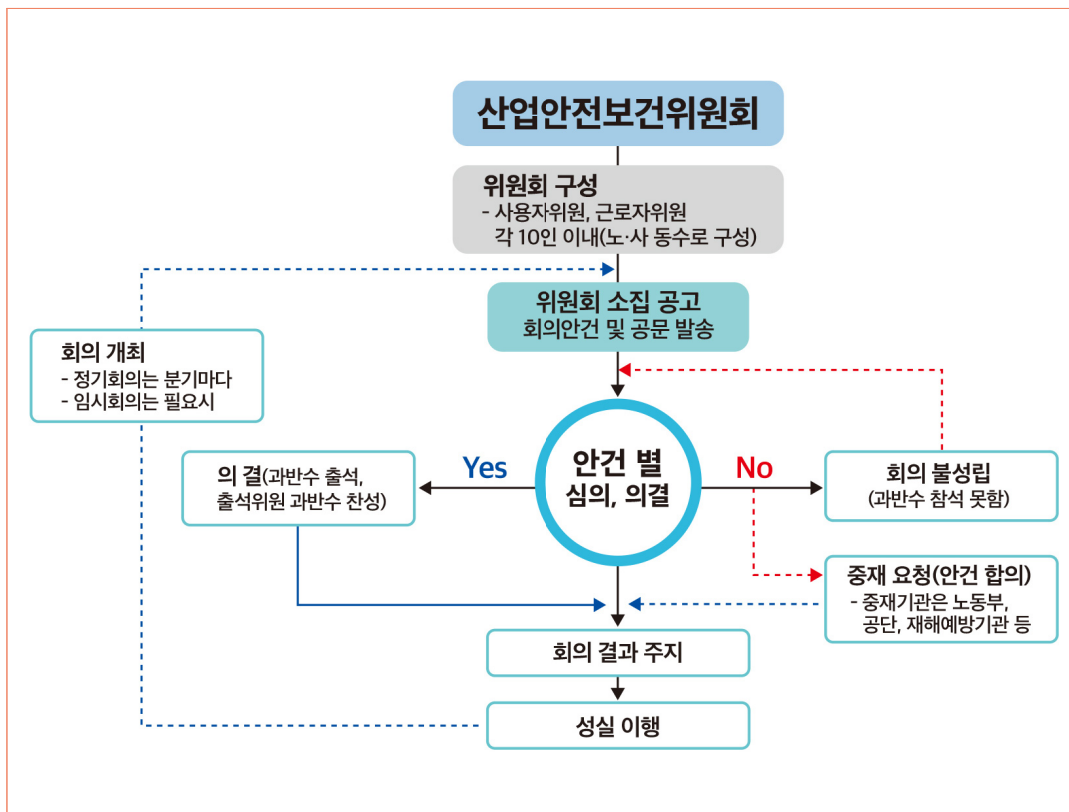 산업안전보건위원회
위원회 구성
- 사용자위원, 근로자위원
각 10인 이내(노·사 동수로 구성)
위원회 소집 공고
회의안건 및 공문 발송
회의 개최
- 정기회의는 분기마다
- 임시회의는 필요시
의 결(과반수 출석,
출석위원 과반수 찬성)
Yes
안건 별
심의, 의결
No
회의 불성립
(과반수 참석 못함)
중재 요청(안건 합의)
- 중재기관은 노동부,
공단, 재해예방기관 등
회의 결과 주지
성실 이행